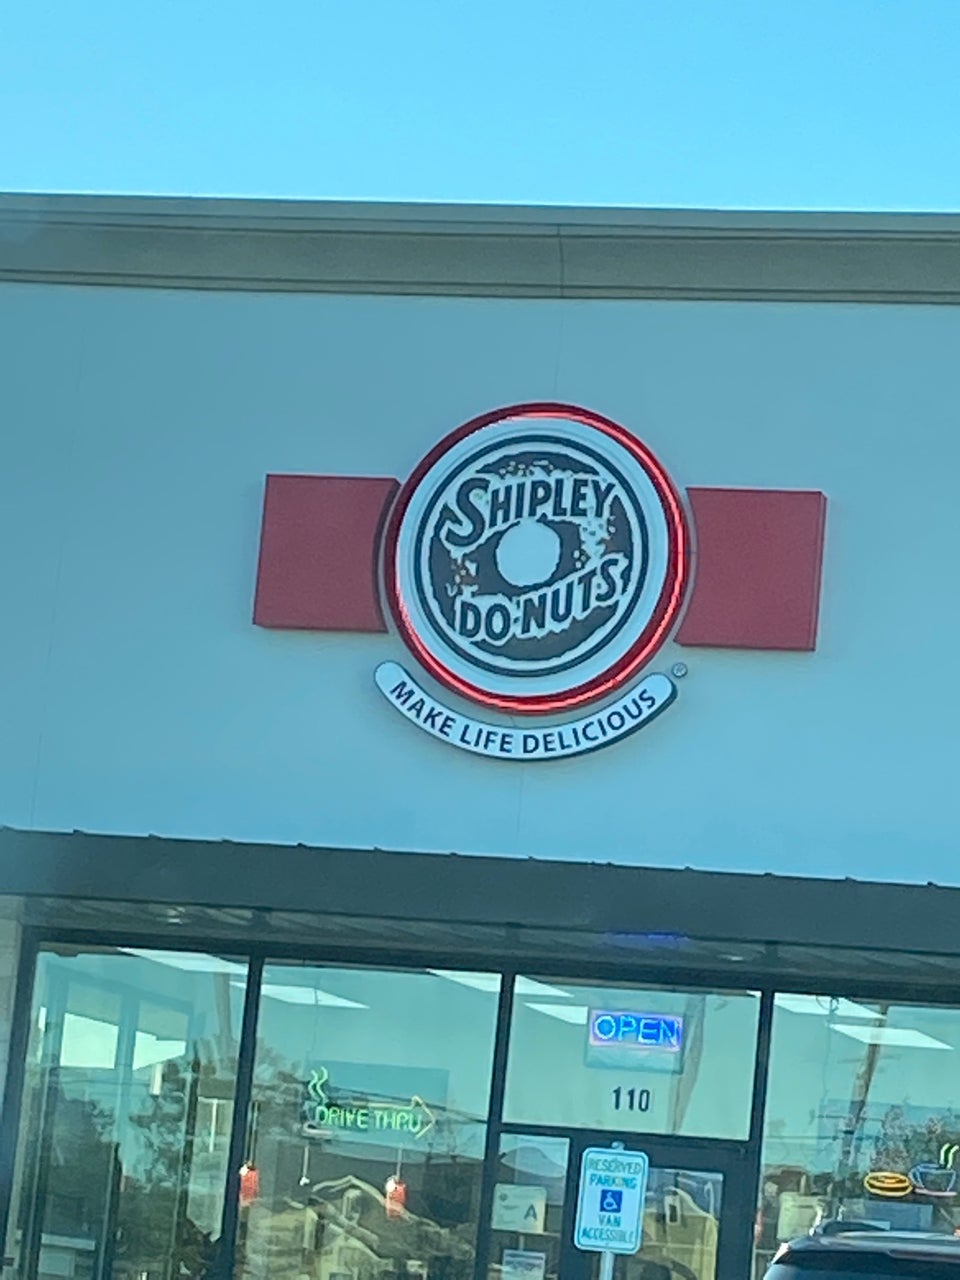 SHIPLEY
DO-NUTS
®
MAKE LIFE DELICIOUS
OPEN
110
DRIVE THRU
RESERVED
PARKING
VAN
ACCESSIBLE
A